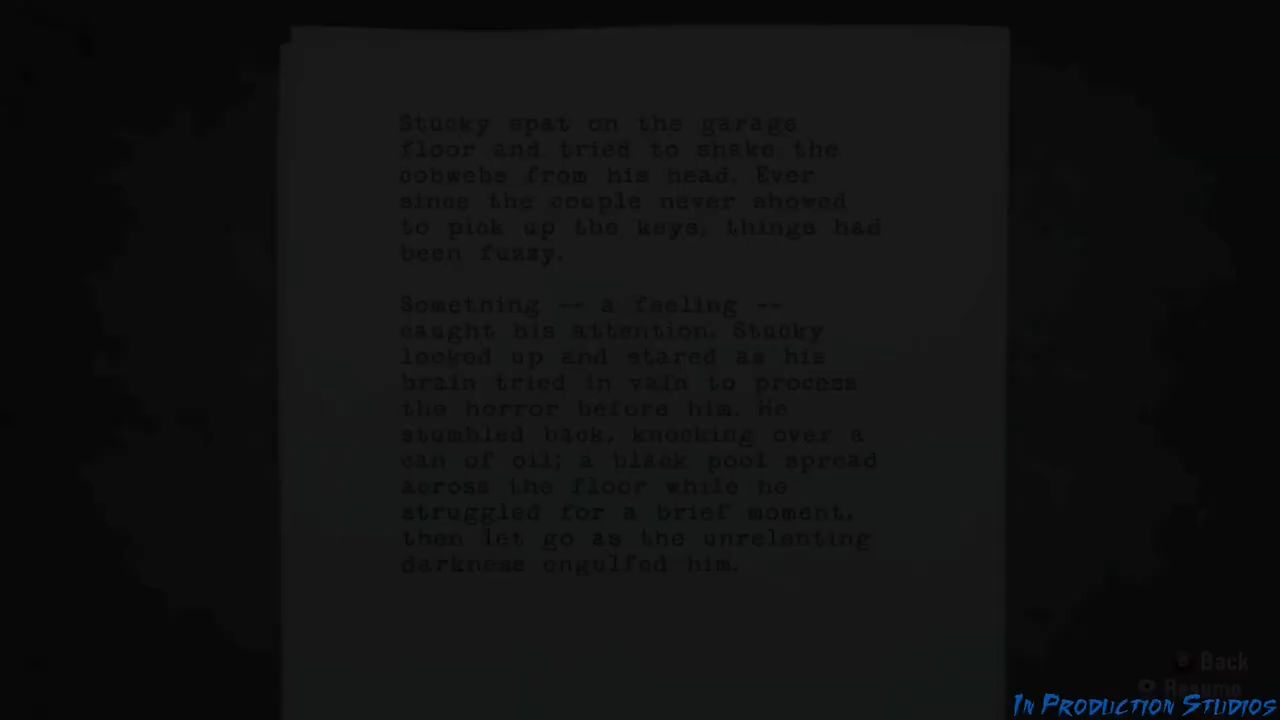 Stucky spat on the garage
floor and tried to shake the
cobwebs from his head. Ever
since the couple never showed
to pick up the keys, things had
been fuzzy.
Something -- a feeling --
caught his attention. Stucky
looked up and stared as his
brain tried in vain to process
the horror before him. He
stumbled back, knocking over a
can of oil; a black pool spread
across the floor while he
struggled for a brief moment,
then let go as the unrelenting
darkness engulfed him.
Back
Resume
In Production Studios